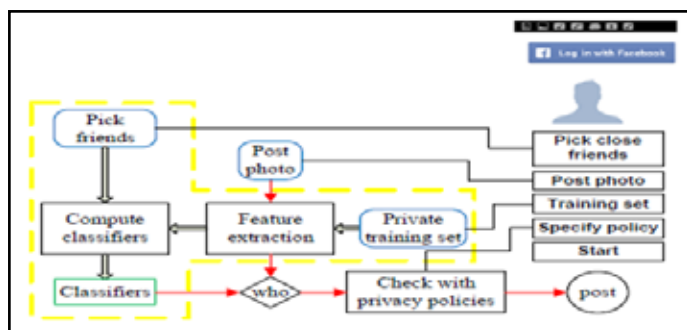 Log in with Facebook
Pick
friends
Post
photo
Pick close
friends
Post photo
Training set
Specify policy
Start
Compute
classifiers
Feature
extraction
Private
training set
Classifiers
who
Check with
privacy policies
post